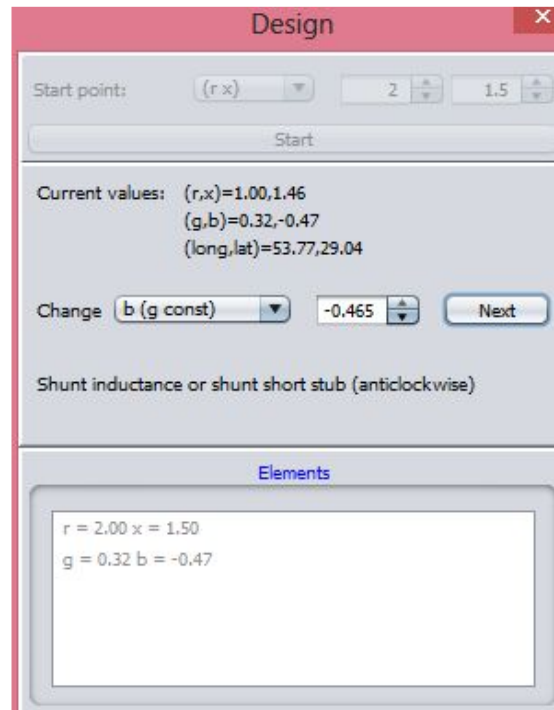 Design
Start point: (r x) 2 1.5
Start
Current values: (r,x)=1.00,1.46
(g,b)=0.32,-0.47
(long,lat)=53.77,29.04
Change b (g const) -0.465 Next
Shunt inductance or shunt short stub (anticlockwise)
Elements
r = 2.00 x = 1.50
g = 0.32 b = -0.47